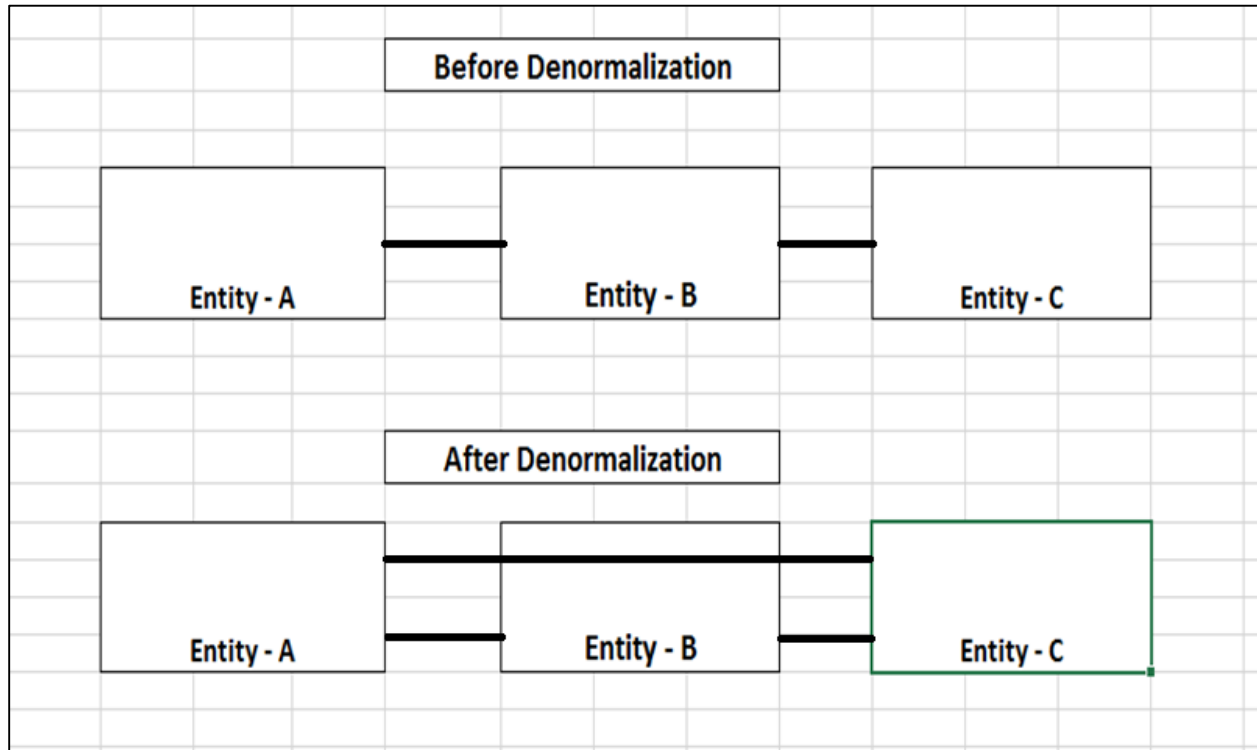 Before Denormalization
Entity - A
Entity - B
Entity - C
After Denormalization
Entity - A
Entity - B
Entity - C